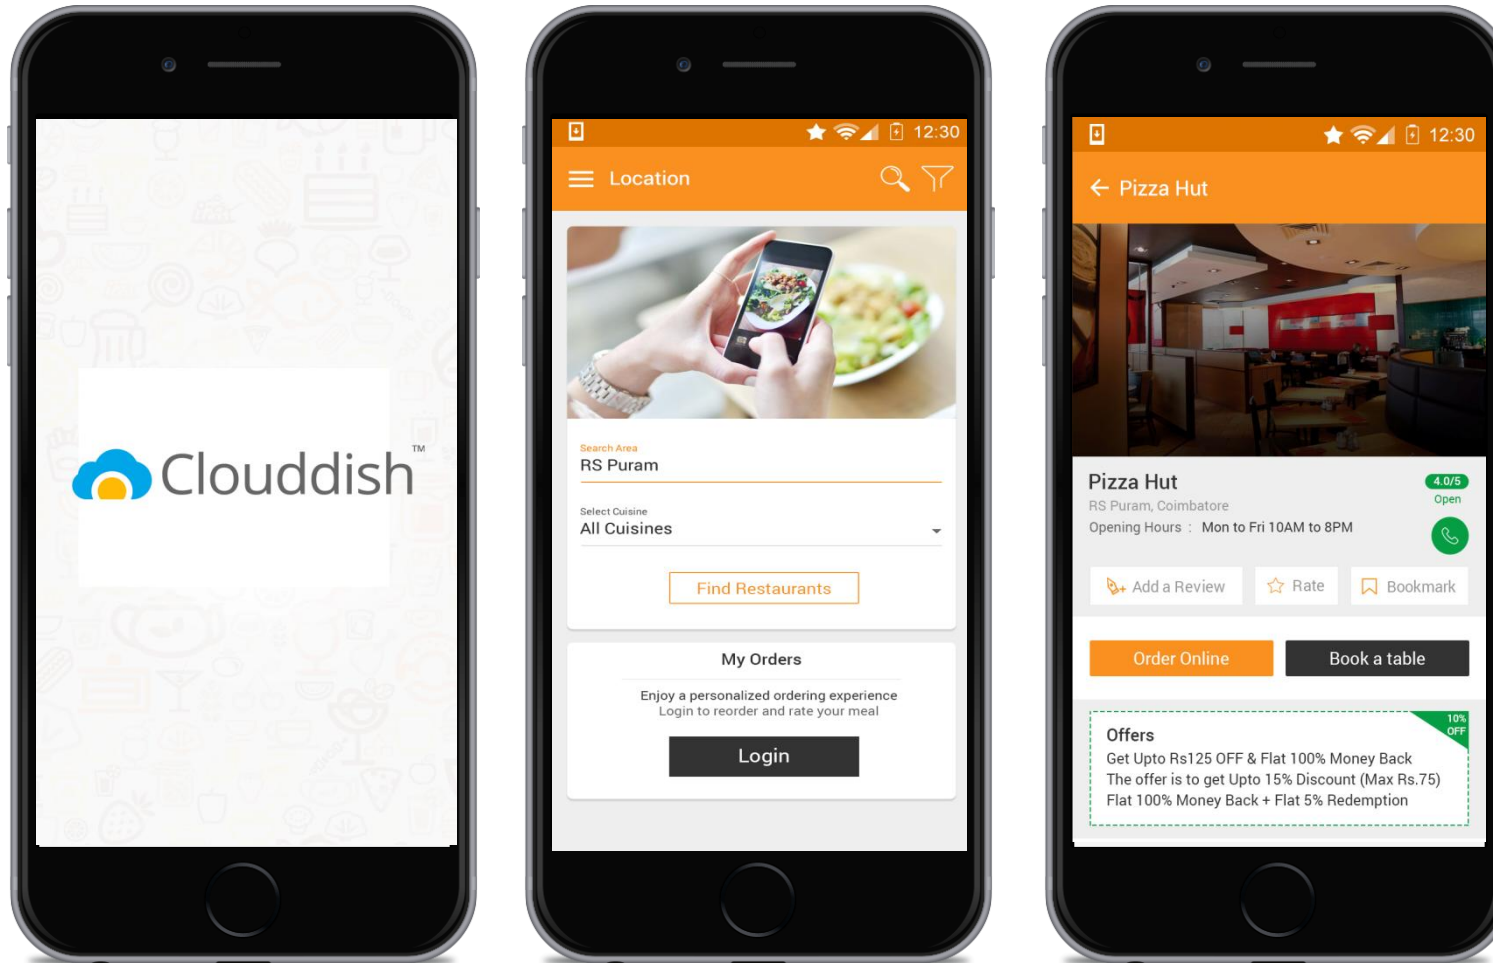 Clouddish™
12:30
Location
Search Area
RS Puram
Select Cuisine
All Cuisines
Find Restaurants
My Orders
Enjoy a personalized ordering experience
Login to reorder and rate your meal
Login
12:30
Pizza Hut
Pizza Hut
4.0/5
RS Puram, Coimbatore
Open
Opening Hours : Mon to Fri 10AM to 8PM
Add a Review
Rate
Bookmark
Order Online
Book a table
10%
OFF
Offers
Get Upto Rs125 OFF & Flat 100% Money Back
The offer is to get Upto 15% Discount (Max Rs.75)
Flat 100% Money Back + Flat 5% Redemption